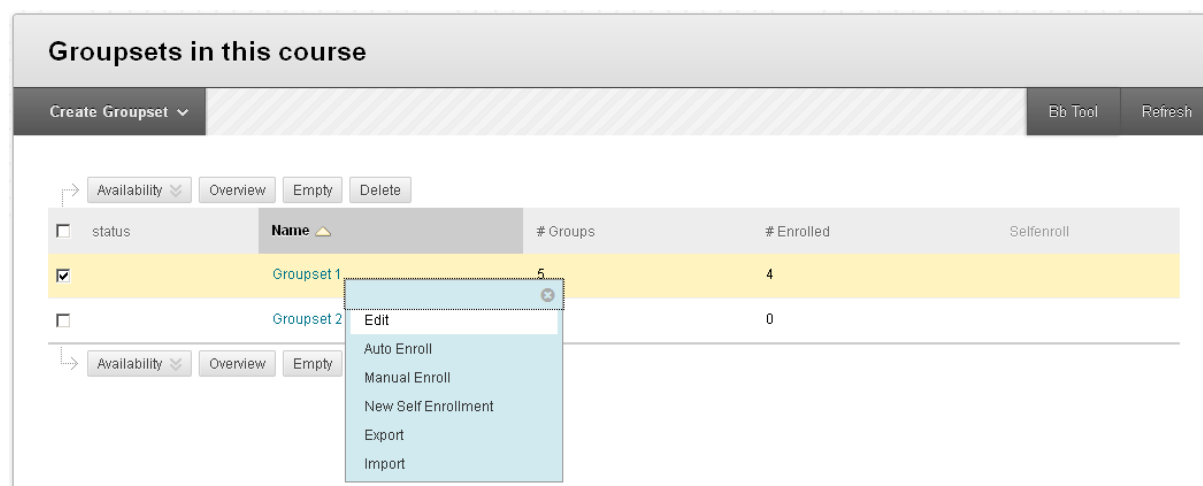 Groupsets in this course
Create Groupset Bb Tool Refresh
Availability Overview Empty Delete
status Name # Groups # Enrolled Selfenroll
Groupset 1 5 4
Groupset 2 0
Edit
Availability Overview Empty
Auto Enroll
Manual Enroll
New Self Enrollment
Export
Import